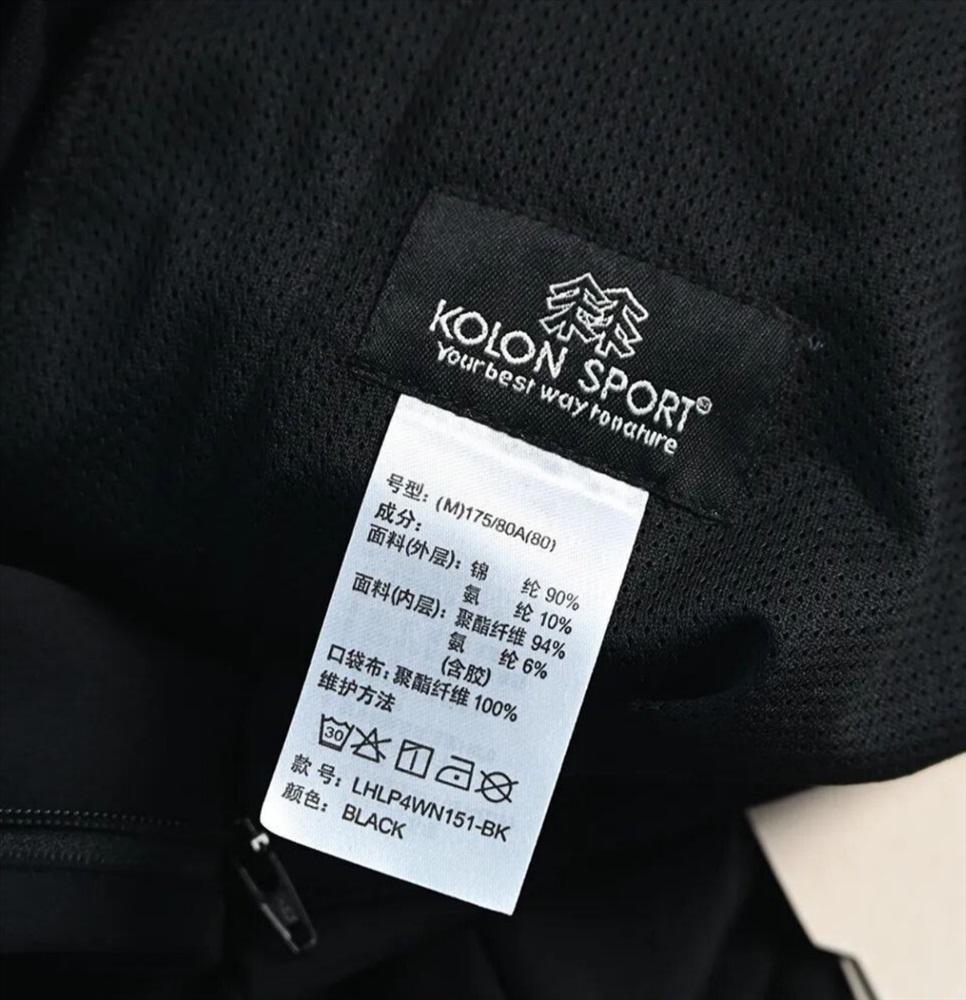 KOLON SPORT®
Your best way to nature
号型: (M)175/80A(80)
成分:
面料(外层): 锦 纶 90%
氨 纶 10%
面料(内层): 聚酯纤维 94%
氨 纶 6%
(含胶)
口袋布: 聚酯纤维 100%
维护方法
30
款 号: LHLP4WN151-BK
颜色: BLACK